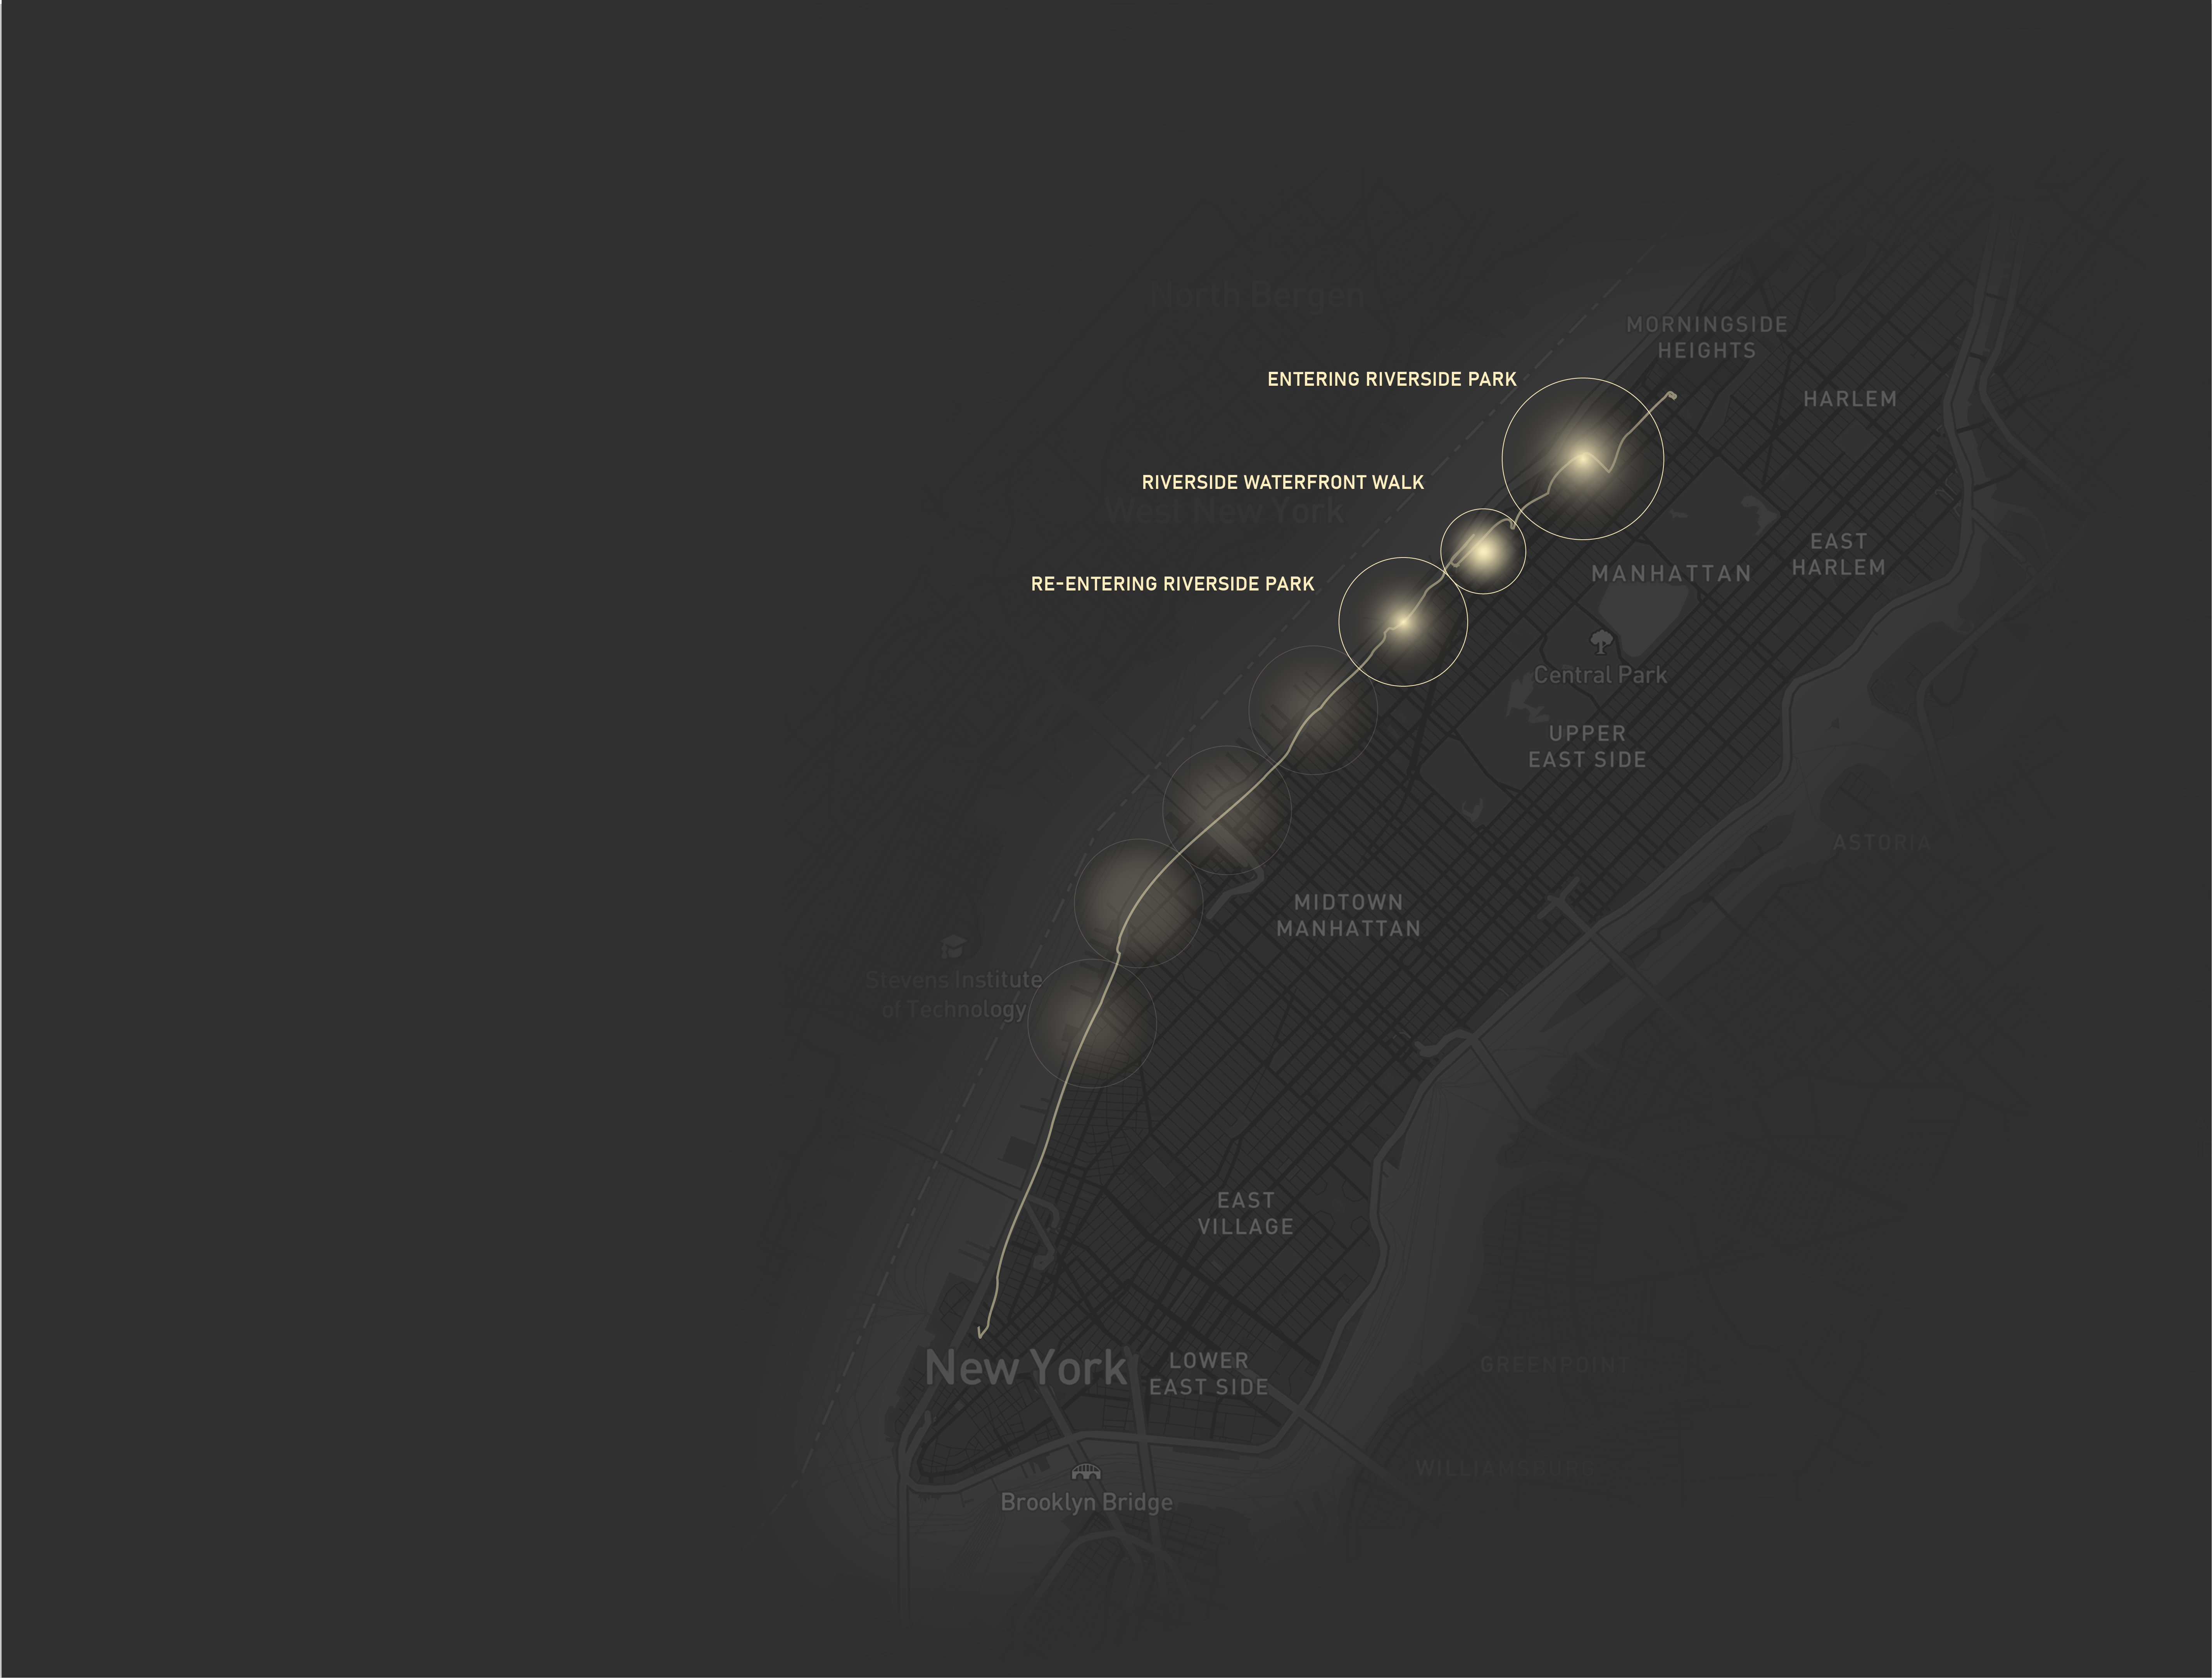 North Bergen
MORNINGSIDE
HEIGHTS
ENTERING RIVERSIDE PARK
HARLEM
RIVERSIDE WATERFRONT WALK
West New York
EAST
HARLEM
MANHATTAN
RE-ENTERING RIVERSIDE PARK
Central Park
UPPER
EAST SIDE
ASTORIA
MIDTOWN
MANHATTAN
Stevens Institute
of Technology
EAST
VILLAGE
New York
LOWER
EAST SIDE
GREENPOINT
WILLIAMSBURG
Brooklyn Bridge